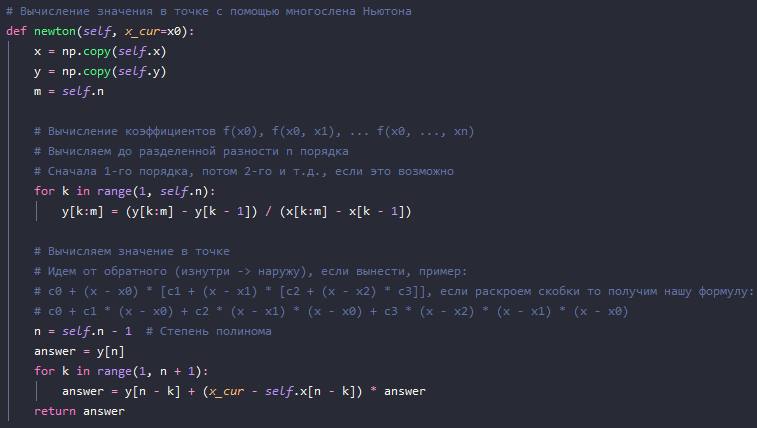 # Вычисление значения в точке с помощью многослена Ньютона
def newton(self, x_cur=x0):
    x = np.copy(self.x)
    y = np.copy(self.y)
    m = self.n

    # Вычисление коэффициентов f(x0), f(x0, x1), ... f(x0, ..., xn)
    # Вычисляем до разделенной разности n порядка
    # Сначала 1-го порядка, потом 2-го и т.д., если это возможно
    for k in range(1, self.n):
        y[k:m] = (y[k:m] - y[k - 1]) / (x[k:m] - x[k - 1])

    # Вычисляем значение в точке
    # Идем от обратного (изнутри -> наружу), если вынести, пример:
    # c0 + (x - x0) * [c1 + (x - x1) * [c2 + (x - x2) * c3]], если раскроем скобки то получим нашу формулу:
    # c0 + c1 * (x - x0) + c2 * (x - x1) * (x - x0) + c3 * (x - x2) * (x - x1) * (x - x0)
    n = self.n - 1  # Степень полинома
    answer = y[n]
    for k in range(1, n + 1):
        answer = y[n - k] + (x_cur - self.x[n - k]) * answer
    return answer